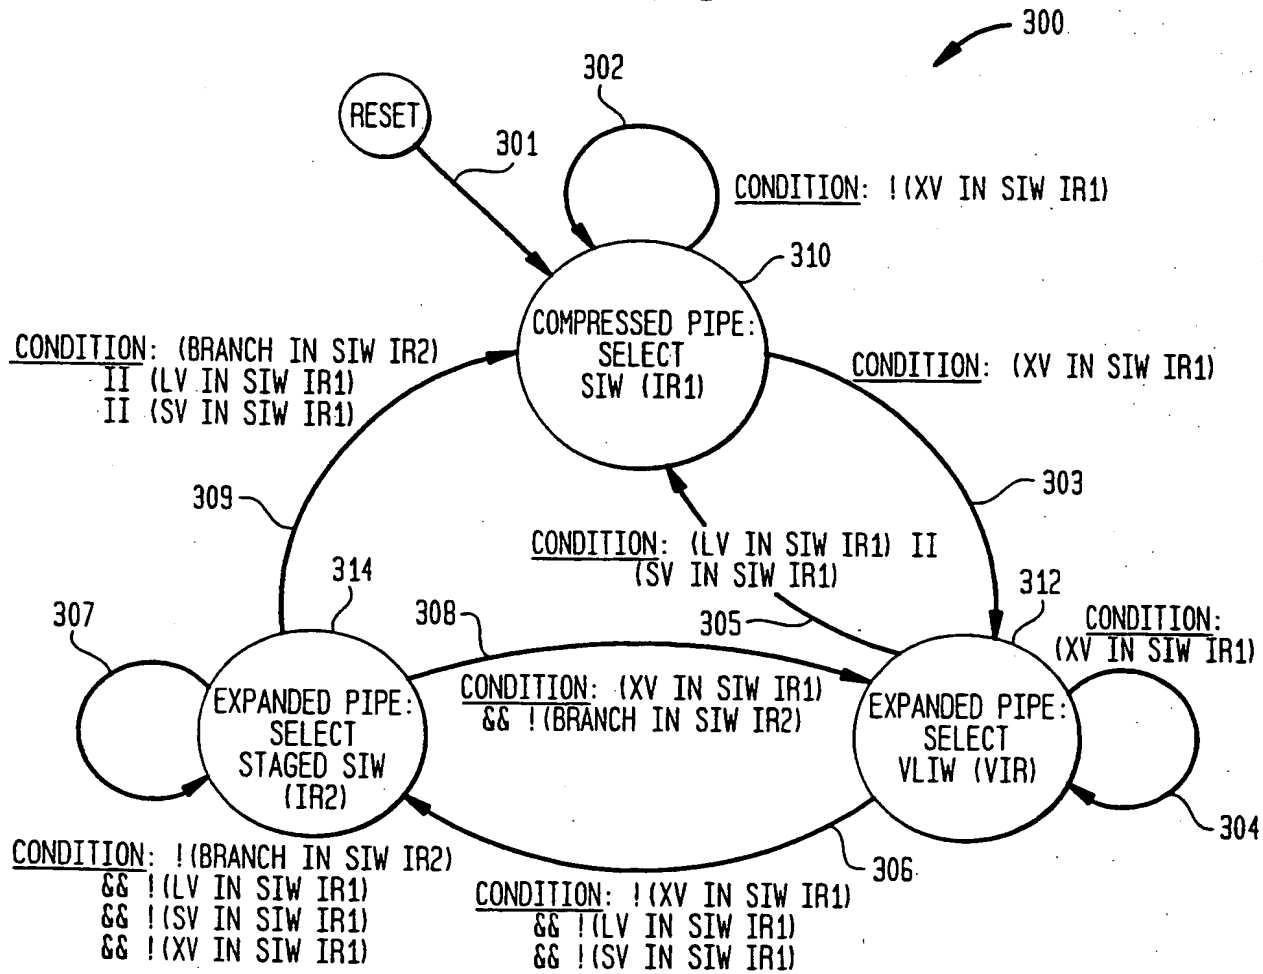 300
302
RESET
301
CONDITION: !(XV IN SIW IR1)
310
COMPRESSED PIPE:
SELECT
SIW (IR1)
CONDITION: (BRANCH IN SIW IR2)
II (LV IN SIW IR1)
II (SV IN SIW IR1)
CONDITION: (XV IN SIW IR1)
309
303
CONDITION: (LV IN SIW IR1) II
(SV IN SIW IR1)
314
312
307
308
305
CONDITION:
(XV IN SIW IR1)
EXPANDED PIPE:
SELECT
STAGED SIW
(IR2)
CONDITION: (XV IN SIW IR1)
&& !(BRANCH IN SIW IR2)
EXPANDED PIPE:
SELECT
VLIW (VIR)
304
306
CONDITION: !(BRANCH IN SIW IR2)
&& !(LV IN SIW IR1)
&& !(SV IN SIW IR1)
&& !(XV IN SIW IR1)
CONDITION: !(XV IN SIW IR1)
&& !(LV IN SIW IR1)
&& !(SV IN SIW IR1)